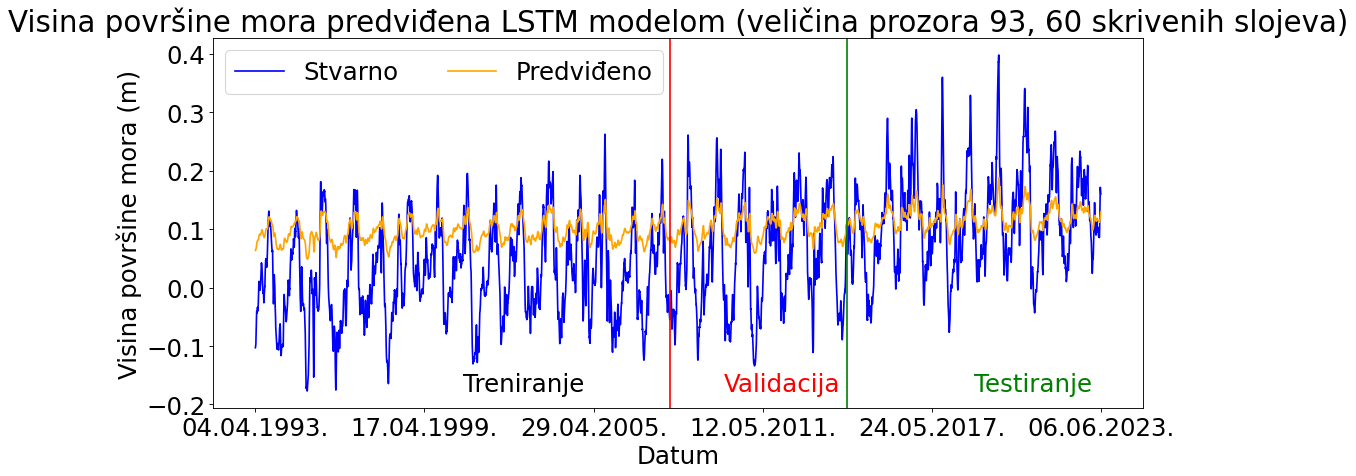 Visina površine mora predviđena LSTM modelom (veličina prozora 93, 60 skrivenih slojeva)
Stvarno
Predviđeno
Visina površine mora (m)
0.4
0.3
0.2
0.1
0.0
−0.1
−0.2
Treniranje
Validacija
Testiranje
04.04.1993.
17.04.1999.
29.04.2005.
12.05.2011.
24.05.2017.
06.06.2023.
Datum